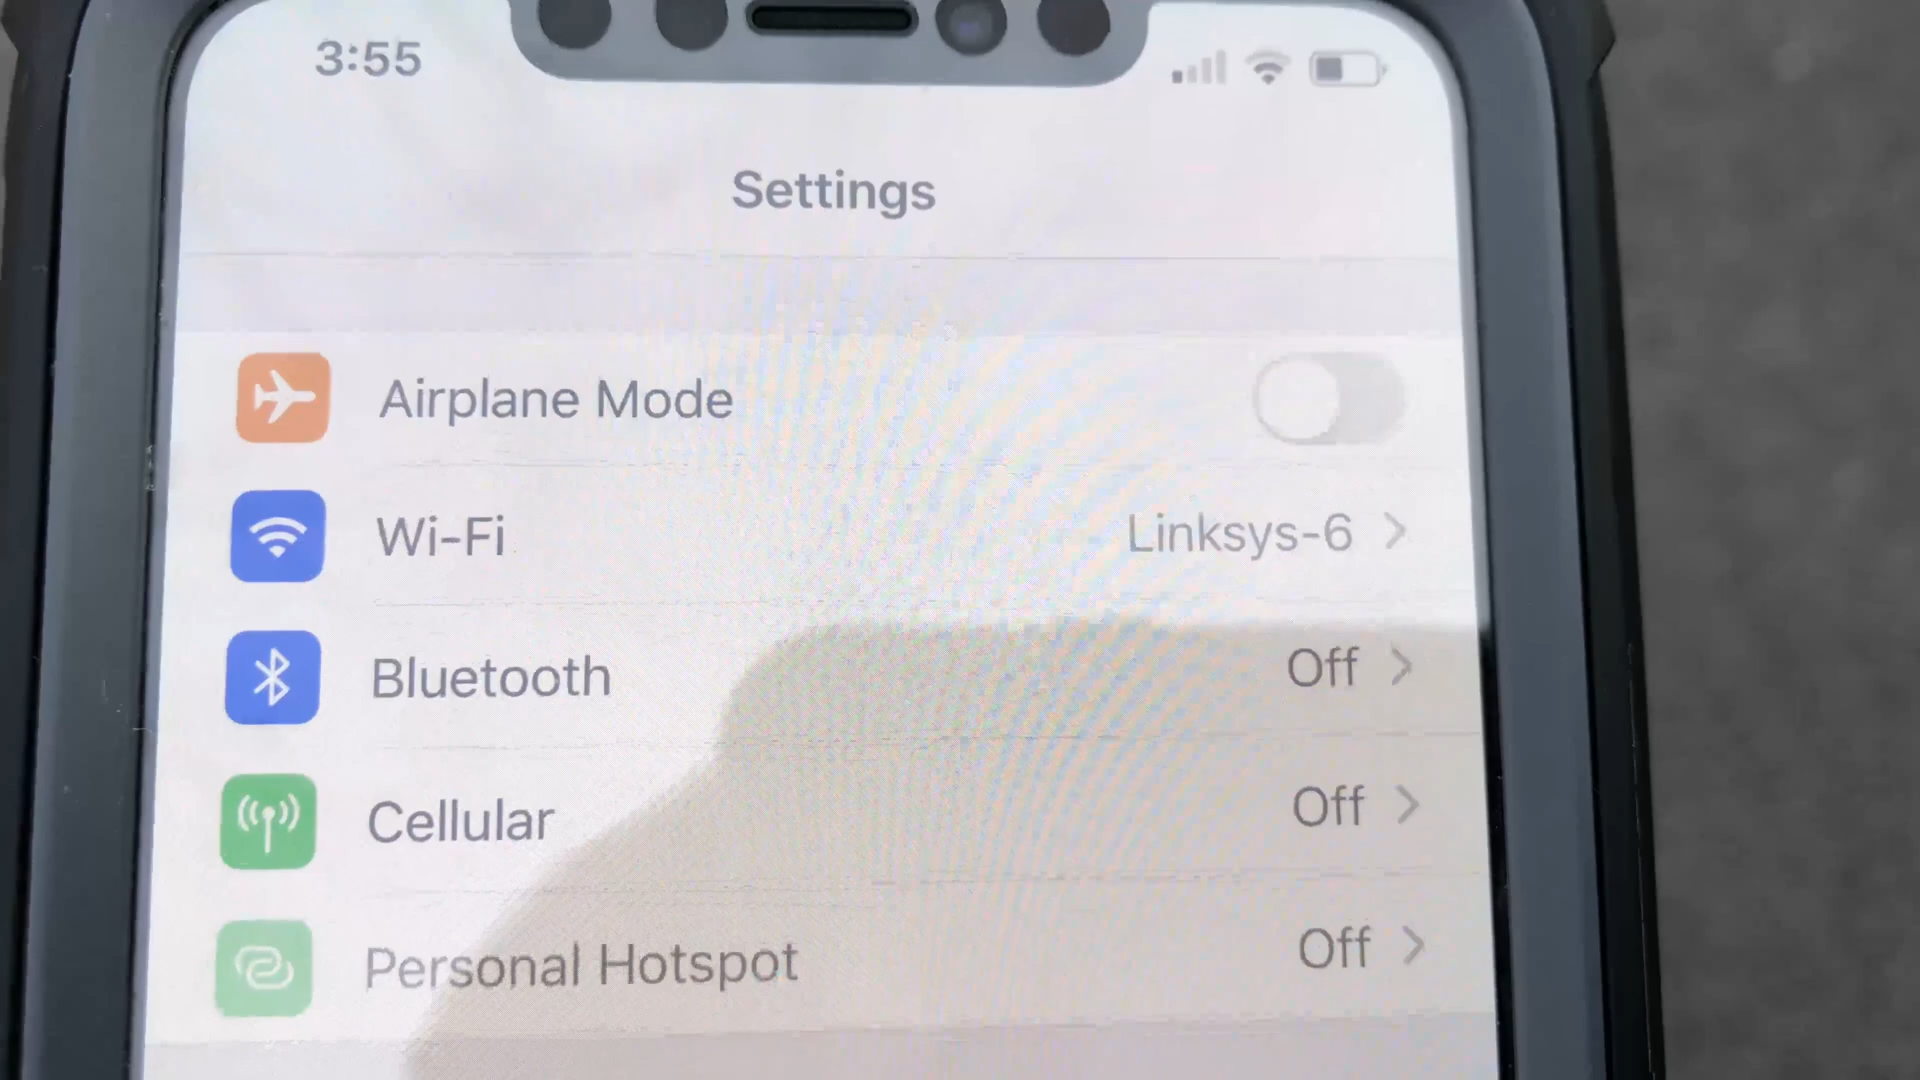 3:55
Settings
Airplane Mode
Wi-Fi Linksys-6
Bluetooth Off
Cellular Off
Personal Hotspot Off